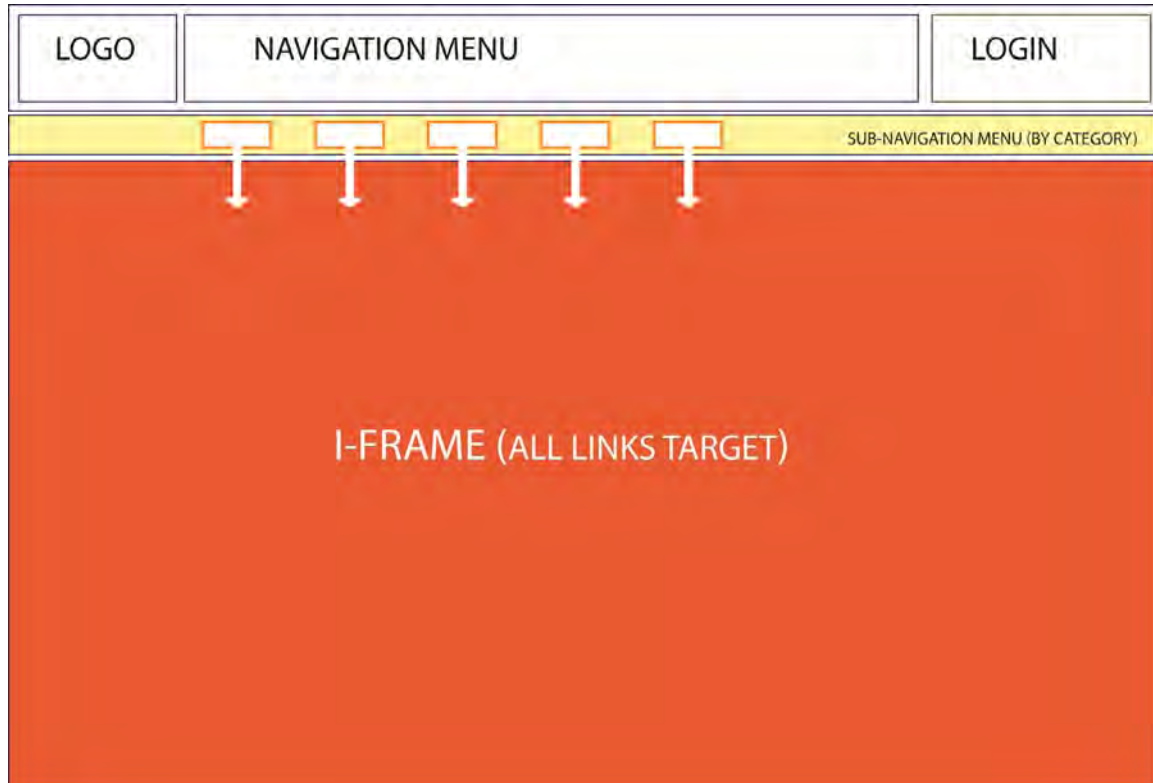 LOGO
NAVIGATION MENU
LOGIN
SUB-NAVIGATION MENU (BY CATEGORY)
I-FRAME (ALL LINKS TARGET)